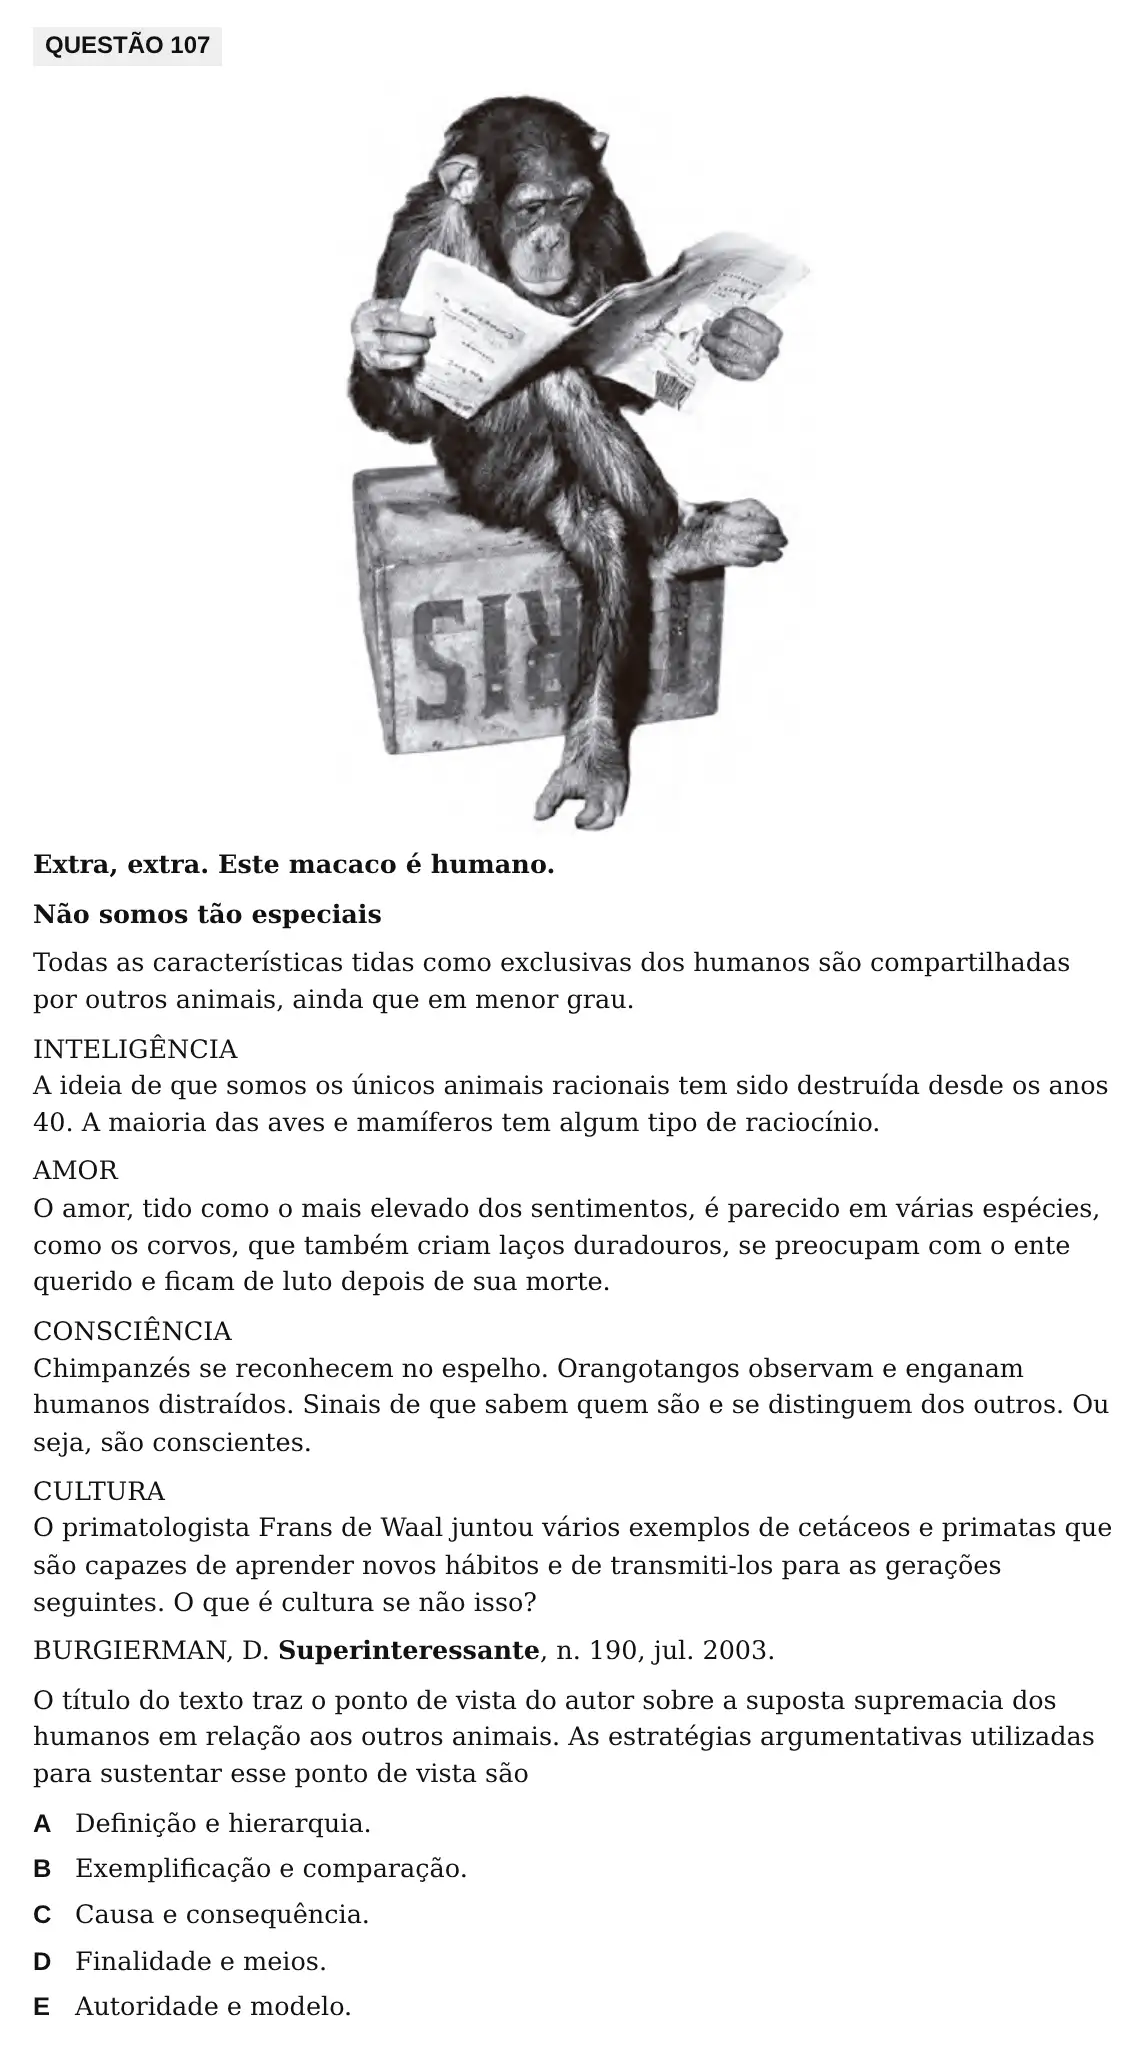 QUESTÃO 107
SIR
Extra, extra. Este macaco é humano.
Não somos tão especiais
Todas as características tidas como exclusivas dos humanos são compartilhadas
por outros animais, ainda que em menor grau.
INTELIGÊNCIA
A ideia de que somos os únicos animais racionais tem sido destruída desde os anos
40. A maioria das aves e mamíferos tem algum tipo de raciocínio.
AMOR
O amor, tido como o mais elevado dos sentimentos, é parecido em várias espécies,
como os corvos, que também criam laços duradouros, se preocupam com o ente
querido e ficam de luto depois de sua morte.
CONSCIÊNCIA
Chimpanzés se reconhecem no espelho. Orangotangos observam e enganam
humanos distraídos. Sinais de que sabem quem são e se distinguem dos outros. Ou
seja, são conscientes.
CULTURA
O primatologista Frans de Waal juntou vários exemplos de cetáceos e primatas que
são capazes de aprender novos hábitos e de transmiti-los para as gerações
seguintes. O que é cultura se não isso?
BURGIERMAN, D. Superinteressante, n. 190, jul. 2003.
O título do texto traz o ponto de vista do autor sobre a suposta supremacia dos
humanos em relação aos outros animais. As estratégias argumentativas utilizadas
para sustentar esse ponto de vista são
A Definição e hierarquia.
B Exemplificação e comparação.
C Causa e consequência.
D Finalidade e meios.
E Autoridade e modelo.